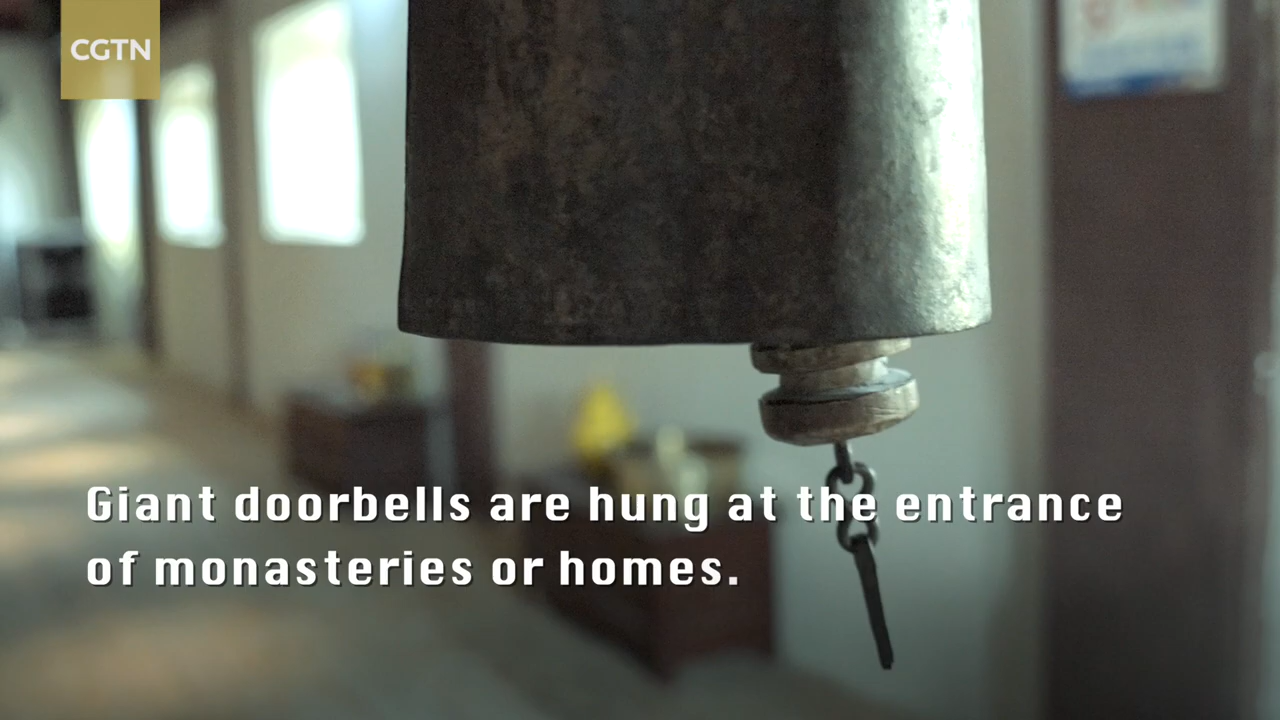 CGTN
Giant doorbells are hung at the entrance
of monasteries or homes.